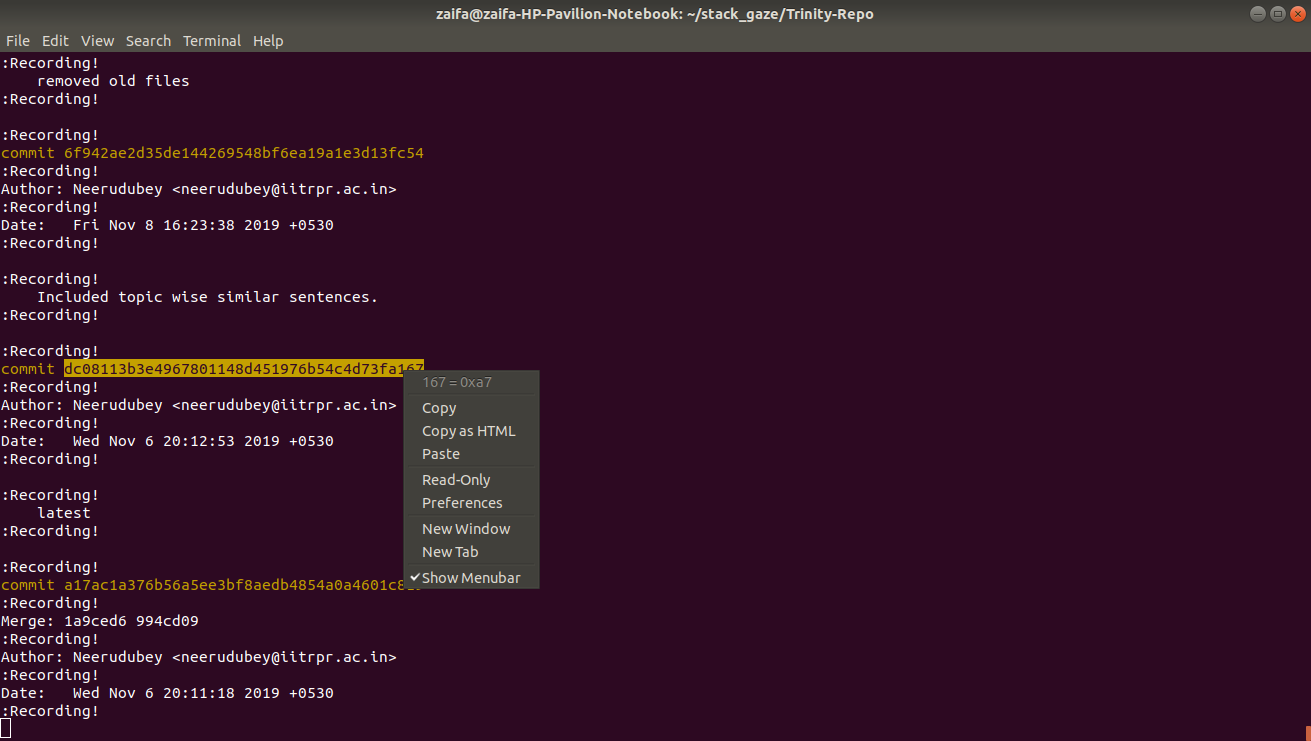 zaifa@zaifa-HP-Pavilion-Notebook: ~/stack_gaze/Trinity-Repo
File Edit View Search Terminal Help
:Recording!
removed old files
:Recording!
:Recording!
commit 6f942ae2d35de144269548bf6ea19a1e3d13fc54
:Recording!
Author: Neerudubey <neerudubey@iitrpr.ac.in>
:Recording!
Date:   Fri Nov 8 16:23:38 2019 +0530
:Recording!
:Recording!
Included topic wise similar sentences.
:Recording!
:Recording!
commit dc08113b3e4967801148d451976b54c4d73fa167
:Recording!
Author: Neerudubey <neerudubey@iitrpr.ac.in>
:Recording!
Date:   Wed Nov 6 20:12:53 2019 +0530
:Recording!
:Recording!
latest
:Recording!
:Recording!
commit
:Recording!
Merge: 1a9ced6 994cd09
:Recording!
Author: Neerudubey <neerudubey@iitrpr.ac.in>
:Recording!
Date:   Wed Nov 6 20:11:18 2019 +0530
:Recording!
167 = 0xa7
Copy
Copy as HTML
Paste
Read-Only
Preferences
New Window
New Tab
Show Menubar